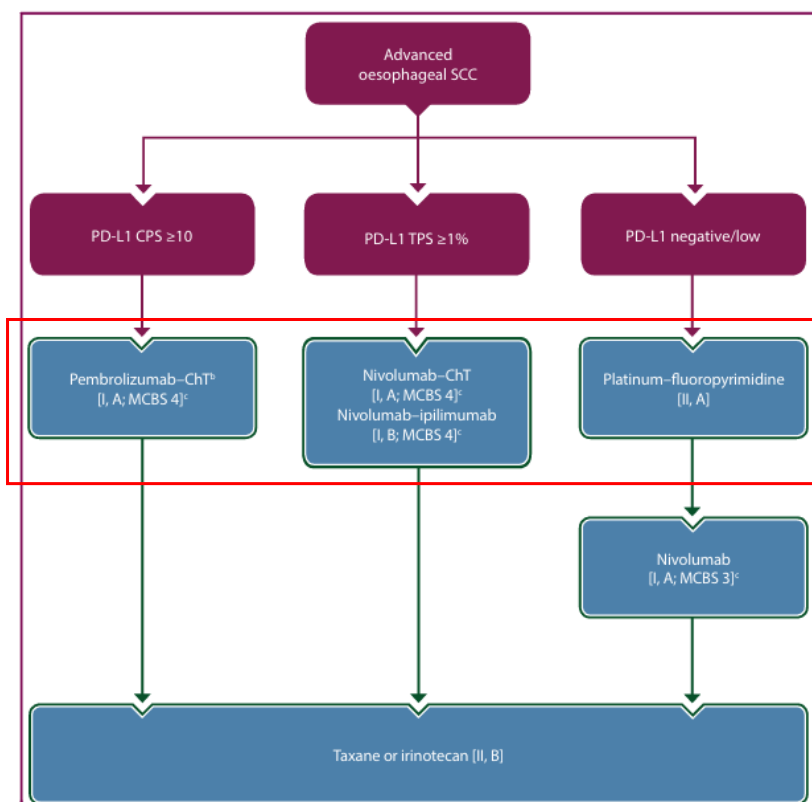 Advanced
oesophageal SCC
PD-L1 CPS ≥10
PD-L1 TPS ≥1%
PD-L1 negative/low
Pembrolizumab–ChTᵇ
[I, A; MCBS 4]ᶜ
Nivolumab–ChT
[I, A; MCBS 4]ᶜ
Nivolumab–ipilimumab
[I, B; MCBS 4]ᶜ
Platinum–fluoropyrimidine
[II, A]
Nivolumab
[I, A; MCBS 3]ᶜ
Taxane or irinotecan [II, B]